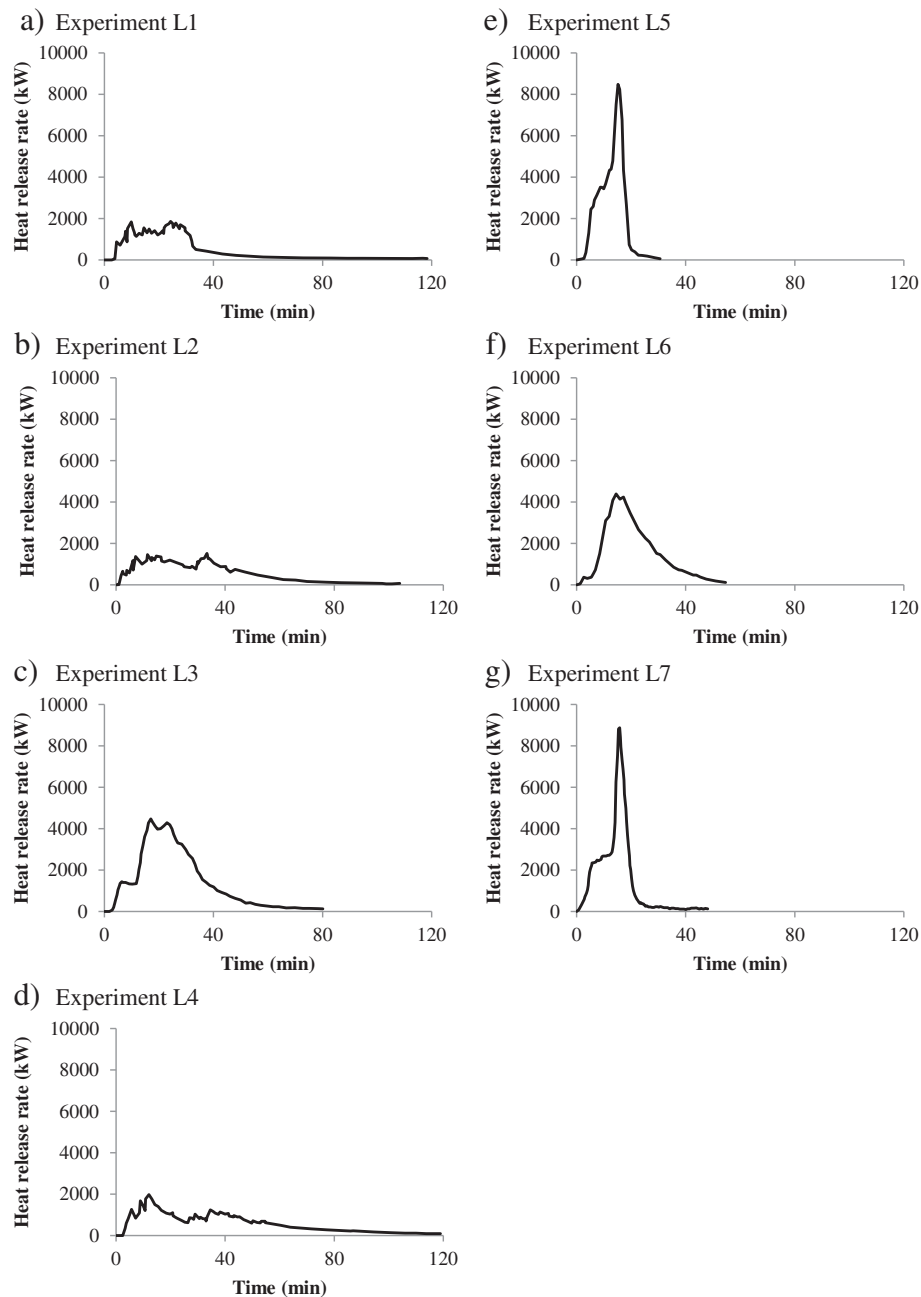 a) Experiment L1
Heat release rate (kW)
10000
8000
6000
4000
2000
0
0 40 80 120
Time (min)
b) Experiment L2
Heat release rate (kW)
10000
8000
6000
4000
2000
0
0 40 80 120
Time (min)
c) Experiment L3
Heat release rate (kW)
10000
8000
6000
4000
2000
0
0 40 80 120
Time (min)
d) Experiment L4
Heat release rate (kW)
10000
8000
6000
4000
2000
0
0 40 80 120
Time (min)
e) Experiment L5
Heat release rate (kW)
10000
8000
6000
4000
2000
0
0 40 80 120
Time (min)
f) Experiment L6
Heat release rate (kW)
10000
8000
6000
4000
2000
0
0 40 80 120
Time (min)
g) Experiment L7
Heat release rate (kW)
10000
8000
6000
4000
2000
0
0 40 80 120
Time (min)